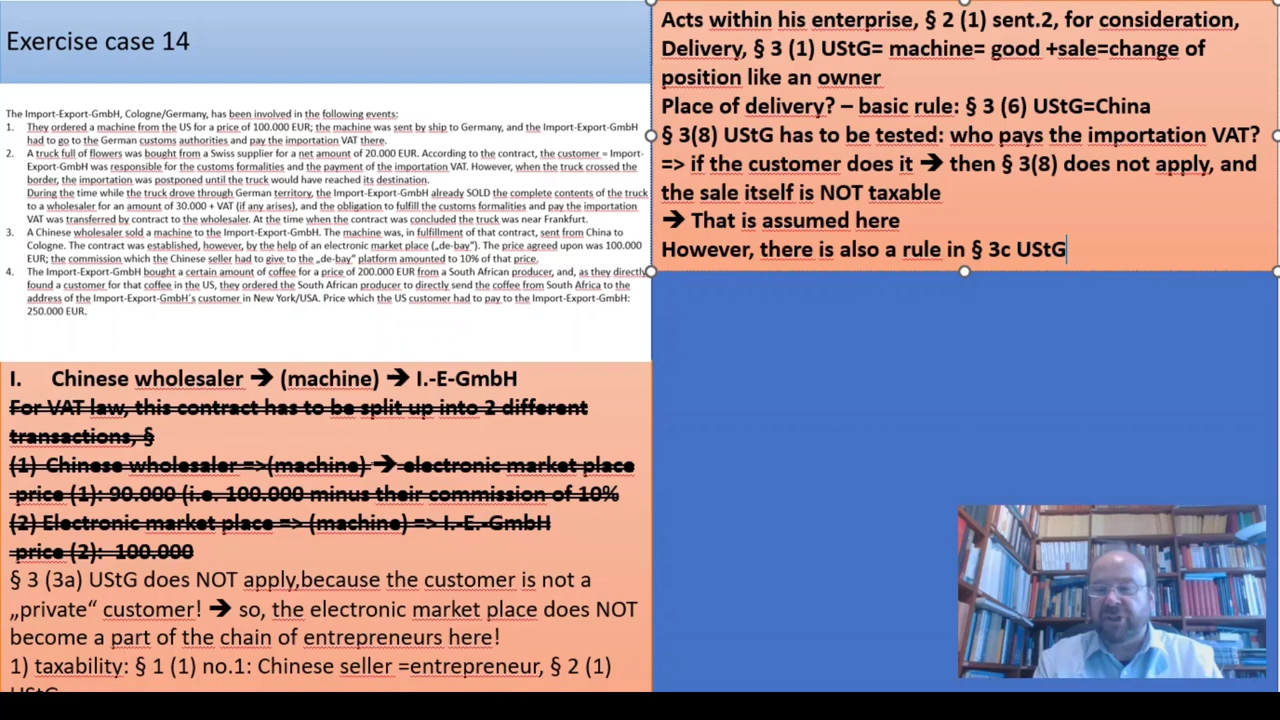 Exercise case 14
The Import-Export-GmbH, Cologne/Germany, has been involved in the following events:
1. They ordered a machine from the US for a price of 100.000 EUR; the machine was sent by ship to Germany, and the Import-Export-GmbH
had to go to the German customs authorities and pay the importation VAT there.
2. A truck full of flowers was bought from a Swiss supplier for a net amount of 20.000 EUR. According to the contract, the customer = Import-
Export-GmbH was responsible for the customs formalities and the payment of the importation VAT. However, when the truck crossed the
border, the importation was postponed until the truck would have reached its destination.
During the time while the truck drove through German territory, the Import-Export-GmbH already SOLD the complete contents of the truck
to a wholesaler for an amount of 30.000 + VAT (if any arises), and the obligation to fulfill the customs formalities and pay the importation
VAT was transferred by contract to the wholesaler. At the time when the contract was concluded the truck was near Frankfurt.
3. A Chinese wholesaler sold a machine to the Import-Export-GmbH. The machine was, in fulfillment of that contract, sent from China to
Cologne. The contract was established, however, by the help of an electronic market place („de-bay“). The price agreed upon was 100.000
EUR; the commission which the Chinese seller had to give to the „de-bay“ platform amounted to 10% of that price.
4. The Import-Export-GmbH bought a certain amount of coffee for a price of 200.000 EUR from a South African producer, and, as they directly
found a customer for that coffee in the US, they ordered the South African producer to directly send the coffee from South Africa to the
address of the Import-Export-GmbH´s customer in New York/USA. Price which the US customer had to pay to the Import-Export-GmbH:
250.000 EUR.
I. Chinese wholesaler ➔ (machine) ➔ I.-E-GmbH
For VAT law, this contract has to be split up into 2 different
transactions, §
(1) Chinese wholesaler =>(machine) ➔ electronic market place
price (1): 90.000 (i.e. 100.000 minus their commission of 10%
(2) Electronic market place => (machine) => I.-E.-GmbH
price (2): 100.000
§ 3 (3a) UStG does NOT apply,because the customer is not a
„private“ customer! ➔ so, the electronic market place does NOT
become a part of the chain of entrepreneurs here!
1) taxability: § 1 (1) no.1: Chinese seller =entrepreneur, § 2 (1)
UStG
Acts within his enterprise, § 2 (1) sent.2, for consideration,
Delivery, § 3 (1) UStG= machine= good +sale=change of
position like an owner
Place of delivery? – basic rule: § 3 (6) UStG=China
§ 3(8) UStG has to be tested: who pays the importation VAT?
=> if the customer does it ➔ then § 3(8) does not apply, and
the sale itself is NOT taxable
➔ That is assumed here
However, there is also a rule in § 3c UStG